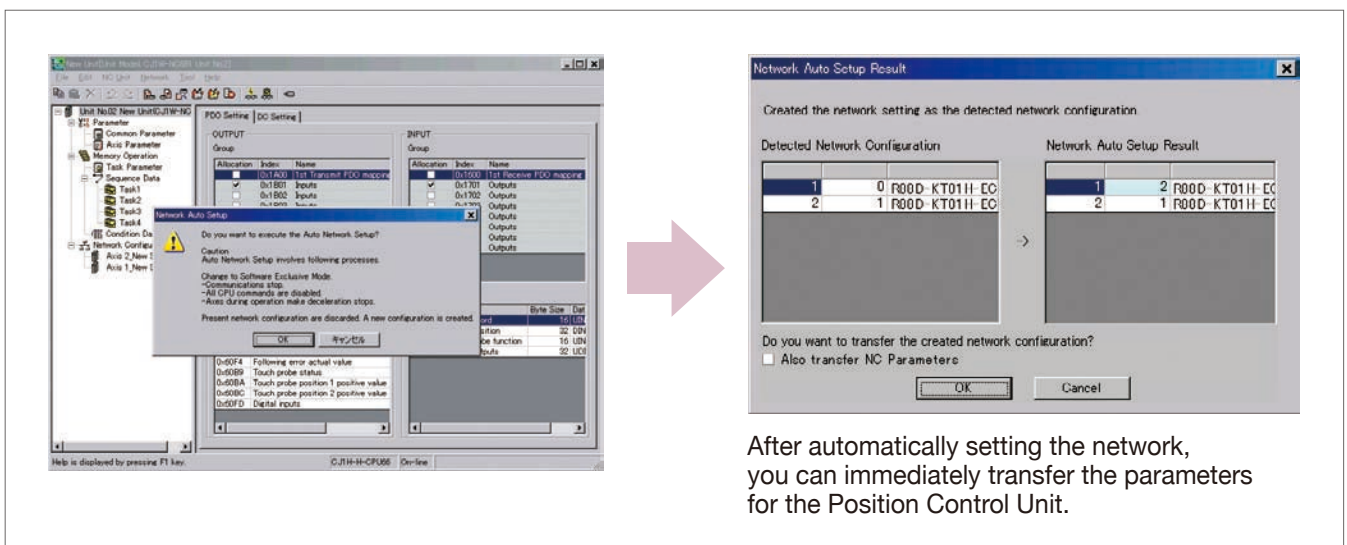 New Unit[Unit Model: CJ1W-NC881 Unit No.2]
File Edit NC Unit Network Tool Help
Unit No.02 New Unit[CJ1W-NC
Parameter
Common Parameter
Axis Parameter
Memory Operation
Task Parameter
Sequence Data
Task1
Task2
Task3
Task4
Condition Da
Network Configu
Axis 2_New
Axis 1_New
PDO Setting DC Setting
OUTPUT
Group
Allocation Index Name
0x1A00 1st Transmit PDO mapping
0x1B01 Inputs
0x1B02 Inputs
0x1B03 Inputs
INPUT
Group
Allocation Index Name
0x1600 1st Receive PDO mapping
0x1701 Outputs
0x1702 Outputs
0x1703 Outputs
Outputs
Outputs
Outputs
Outputs
Network Auto Setup
Do you want to execute the Auto Network Setup?
Caution
Auto Network Setup involves following processes.
Change to Software Exclusive Mode.
-Communications stop.
-All CPU commands are disabled.
-Axes during operation make deceleration stops.
Present network configuration are discarded. A new configuration is created.
OK キャンセル
Byte Size Dat
ord 16 UIN
sition 32 DIN
be function 16 UIN
tputs 32 UDI
0x60F4 Following error actual value
0x60B9 Touch probe status
0x60BA Touch probe position 1 positive value
0x60BC Touch probe position 2 positive value
0x60FD Digital inputs
Help is displayed by pressing F1 key. CJ1H-H-CPU66 On-line
Network Auto Setup Result
Created the network setting as the detected network configuration.
Detected Network Configuration
1 0 R88D-KT01H-EC
2 1 R88D-KT01H-EC
->
Network Auto Setup Result
1 2 R88D-KT01H-EC
2 1 R88D-KT01H-EC
Do you want to transfer the created network configuration?
Also transfer NC Parameters
OK Cancel
After automatically setting the network,
you can immediately transfer the parameters
for the Position Control Unit.